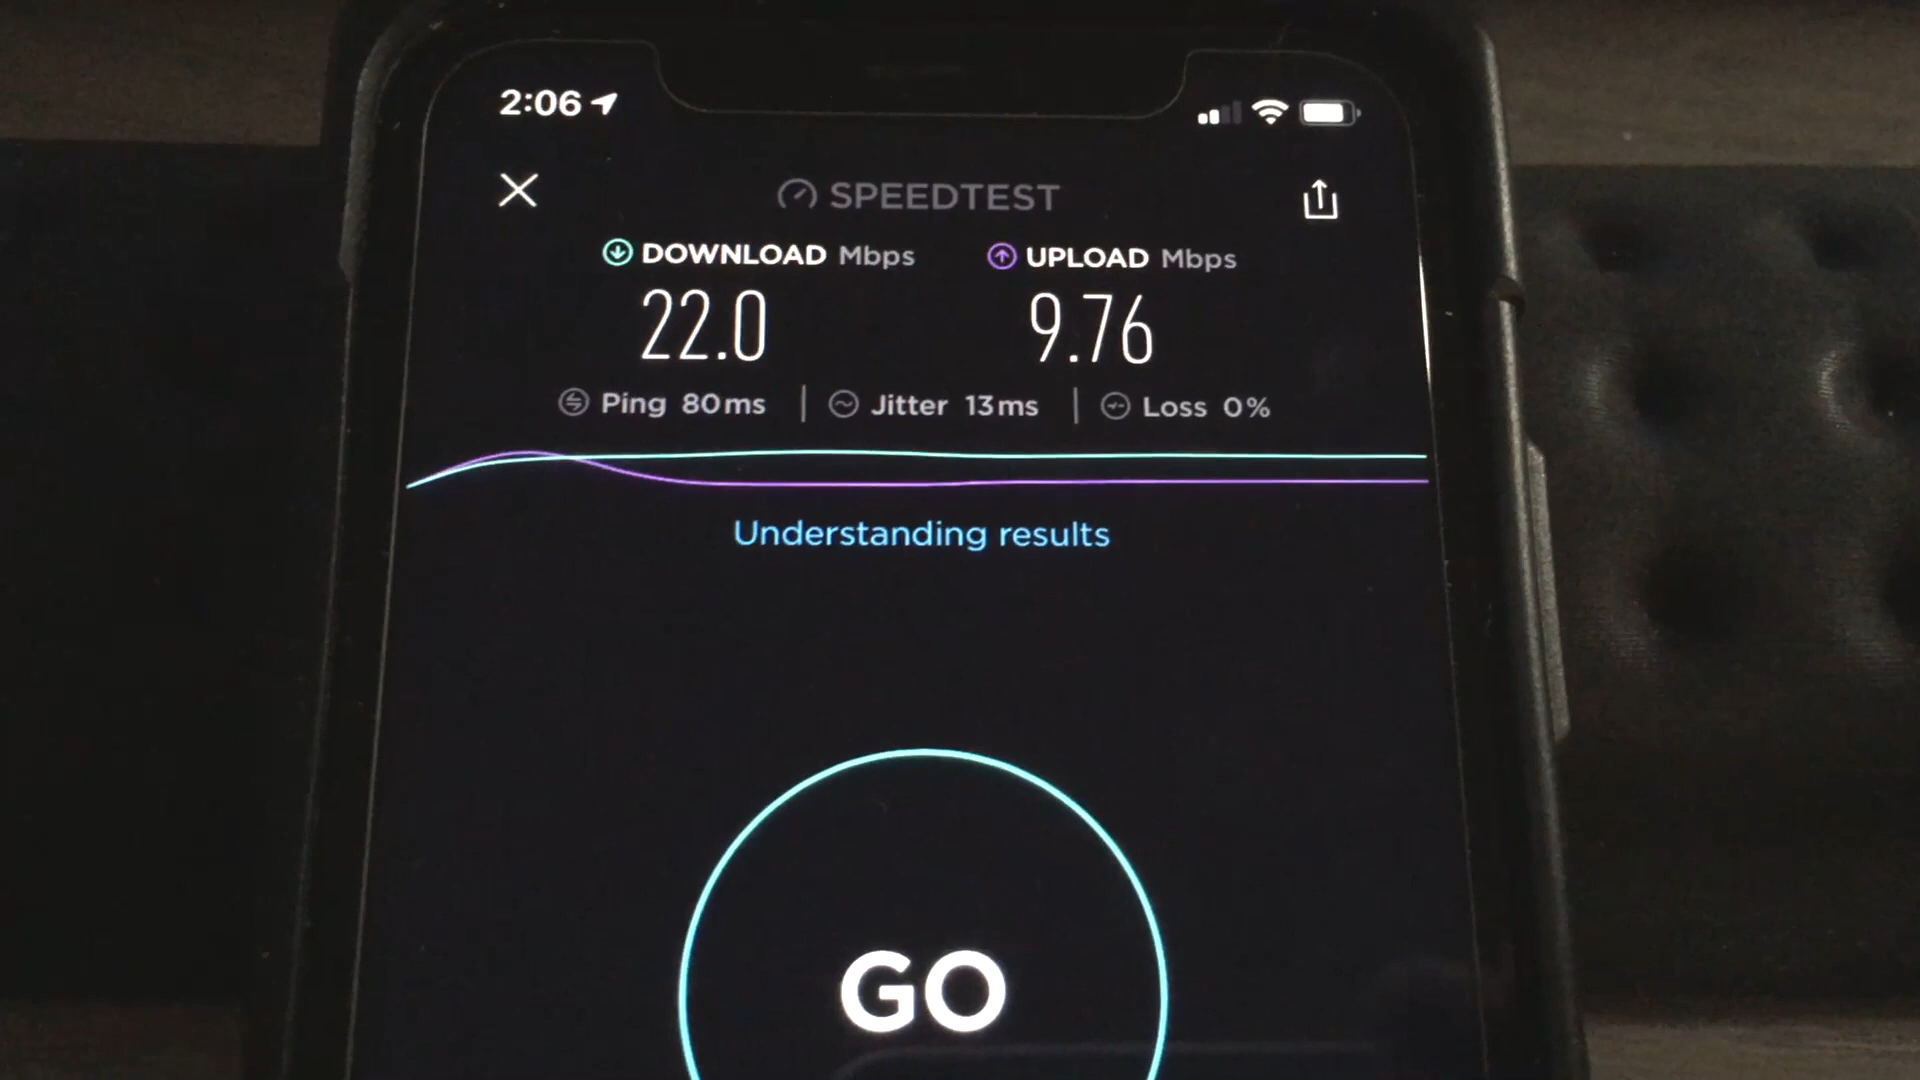 2:06
SPEEDTEST
DOWNLOAD Mbps UPLOAD Mbps
22.0 9.76
Ping 80ms Jitter 13ms Loss 0%
Understanding results
GO